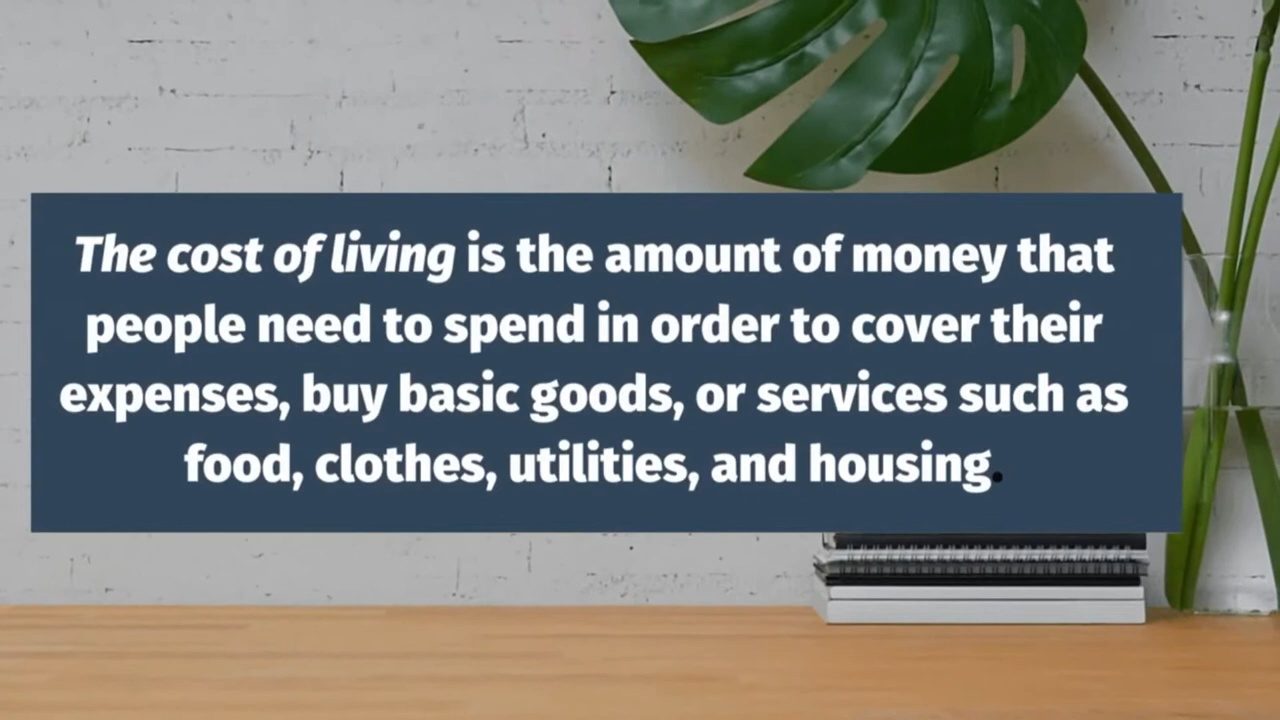 The cost of living is the amount of money that
people need to spend in order to cover their
expenses, buy basic goods, or services such as
food, clothes, utilities, and housing.